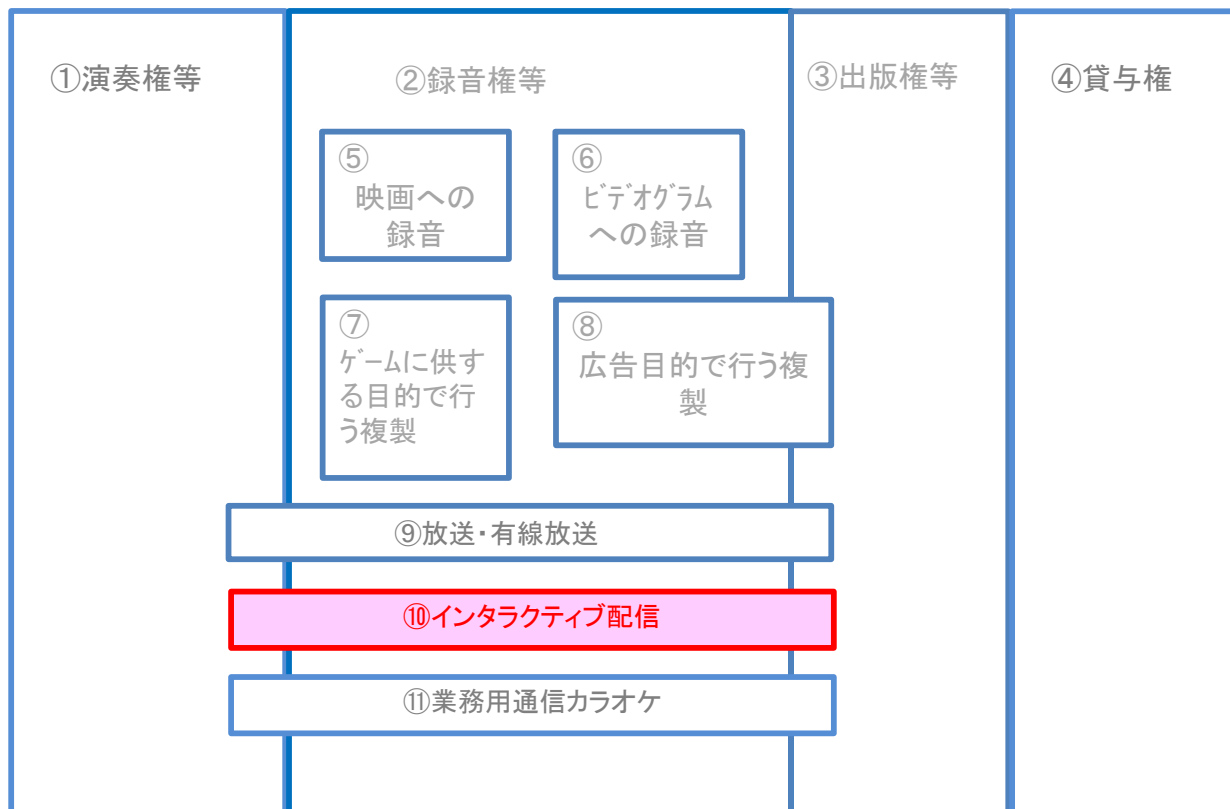 ①演奏権等
②録音権等
③出版権等
④貸与権
⑤
映画への
録音
⑥
ﾋﾞﾃﾞｵｸﾞﾗﾑ
への録音
⑦
ｹﾞｰﾑに供す
る目的で行
う複製
⑧
広告目的で行う複
製
⑨放送・有線放送
⑩インタラクティブ配信
⑪業務用通信カラオケ